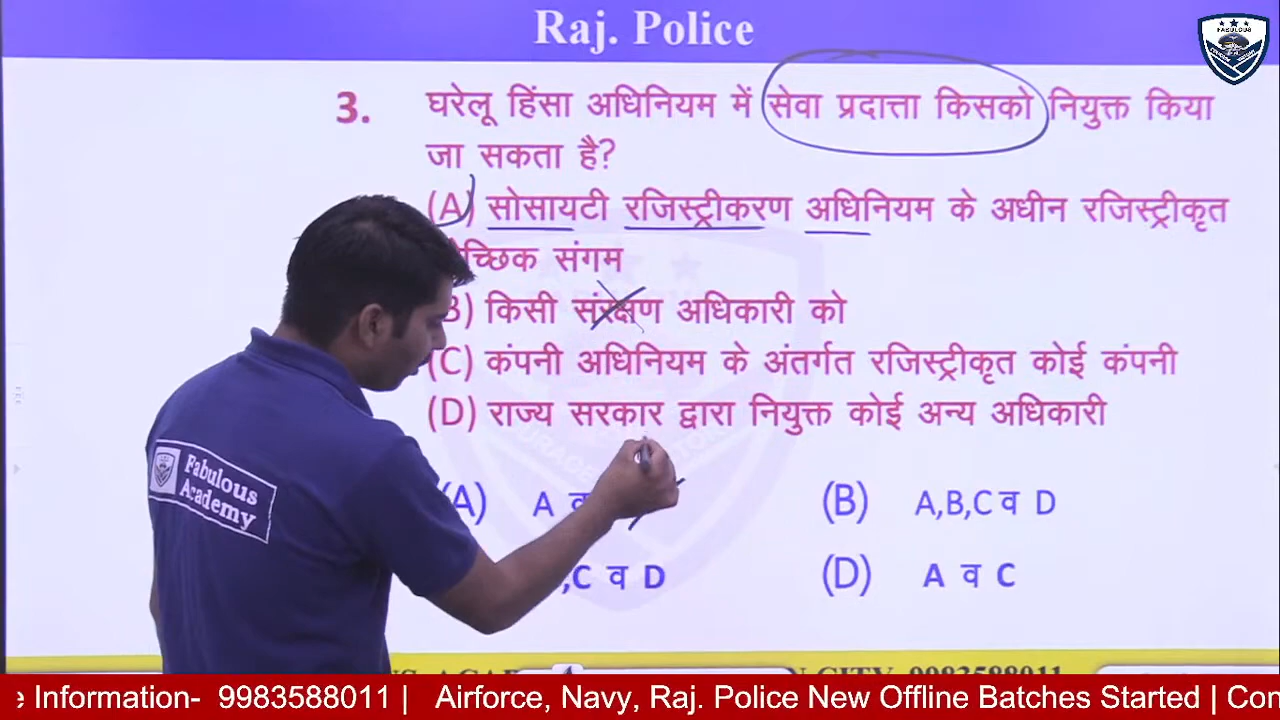 Raj. Police
FABULOUS
3. घरेलू हिंसा अधिनियम में सेवा प्रदात्ता किसको नियुक्त किया
जा सकता है?
(A) सोसायटी रजिस्ट्रीकरण अधिनियम के अधीन रजिस्ट्रीकृत
संगम
B) किसी संरक्षण अधिकारी को
(C) कंपनी अधिनियम के अंतर्गत रजिस्ट्रीकृत कोई कंपनी
(D) राज्य सरकार द्वारा नियुक्त कोई अन्य अधिकारी
(A) A व
(B) A,B,C व D
,C व D
(D) A व C
Fabulous
Academy
9983588011
e Information- 9983588011 | Airforce, Navy, Raj. Police New Offline Batches Started | Con